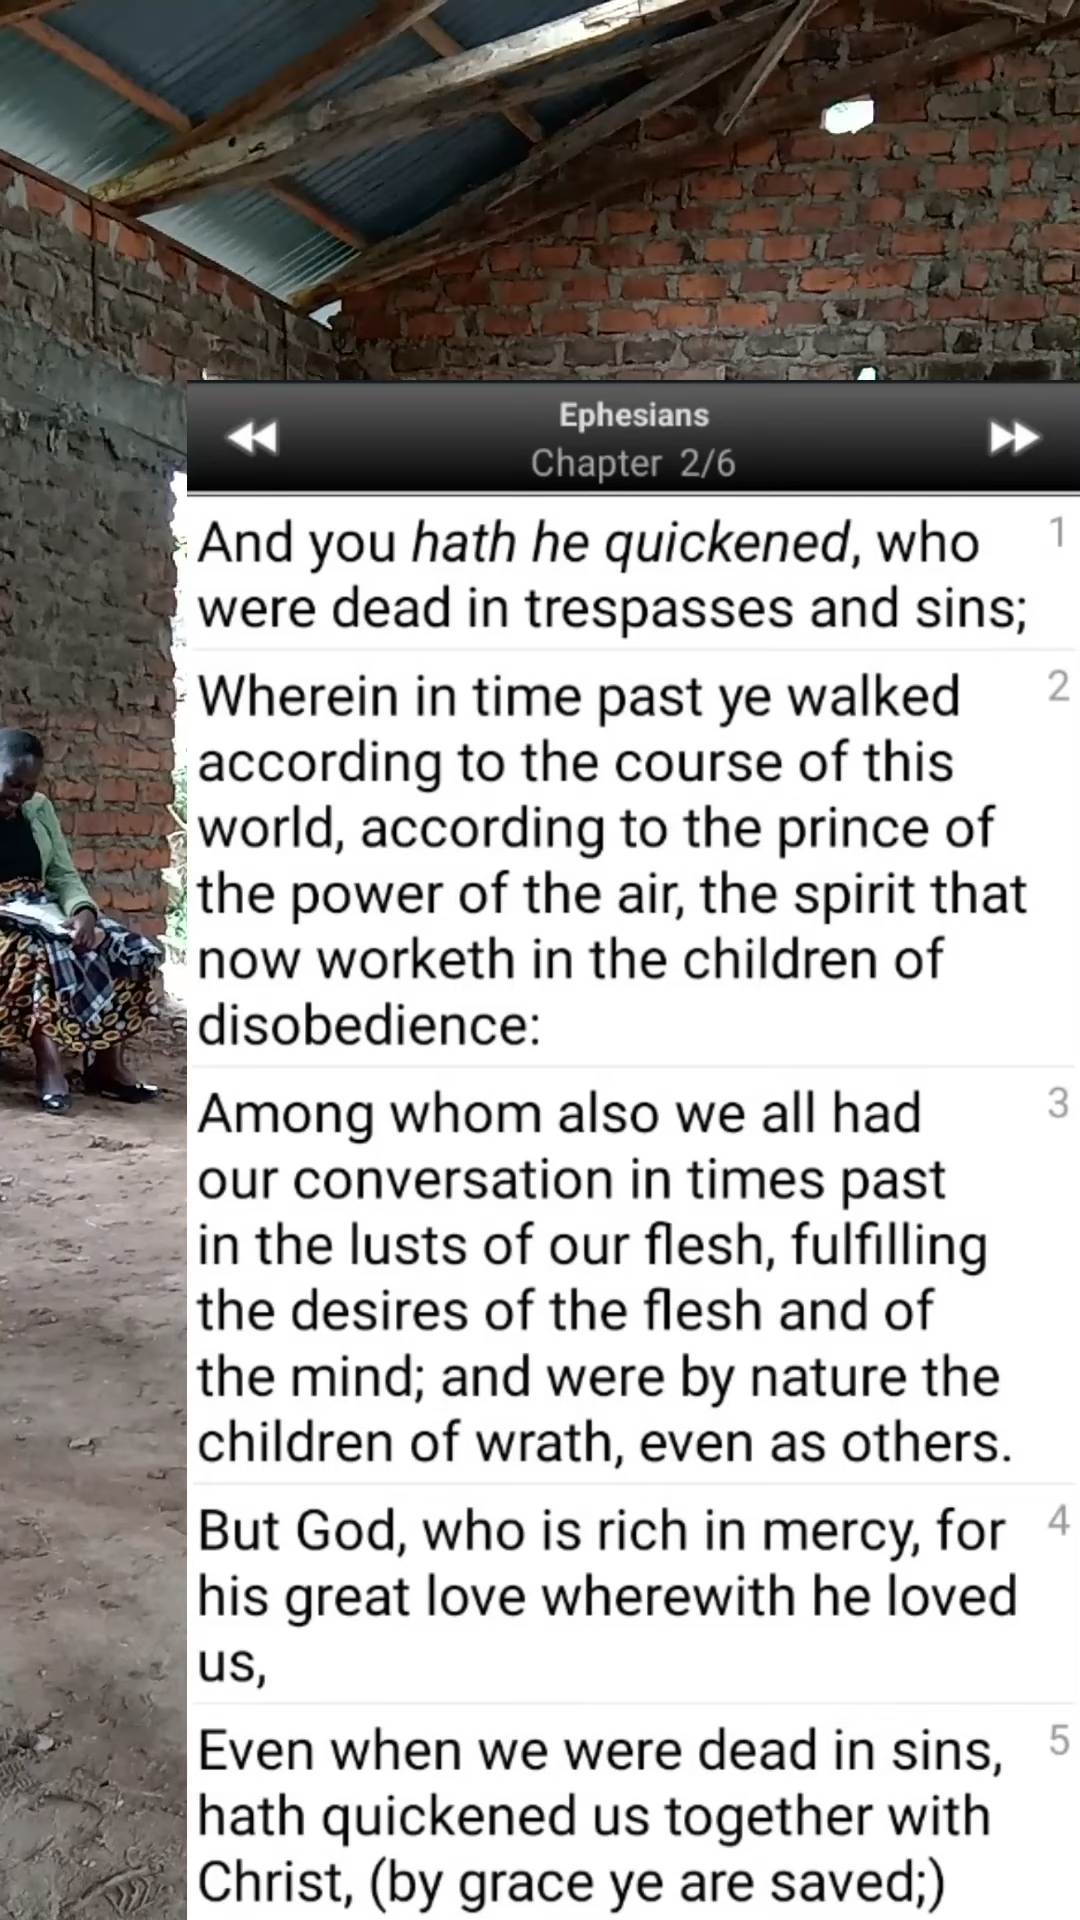 Ephesians
Chapter 2/6
And you hath he quickened, who 1
were dead in trespasses and sins;
Wherein in time past ye walked 2
according to the course of this
world, according to the prince of
the power of the air, the spirit that
now worketh in the children of
disobedience:
Among whom also we all had 3
our conversation in times past
in the lusts of our flesh, fulfilling
the desires of the flesh and of
the mind; and were by nature the
children of wrath, even as others.
But God, who is rich in mercy, for 4
his great love wherewith he loved
us,
Even when we were dead in sins, 5
hath quickened us together with
Christ, (by grace ye are saved;)